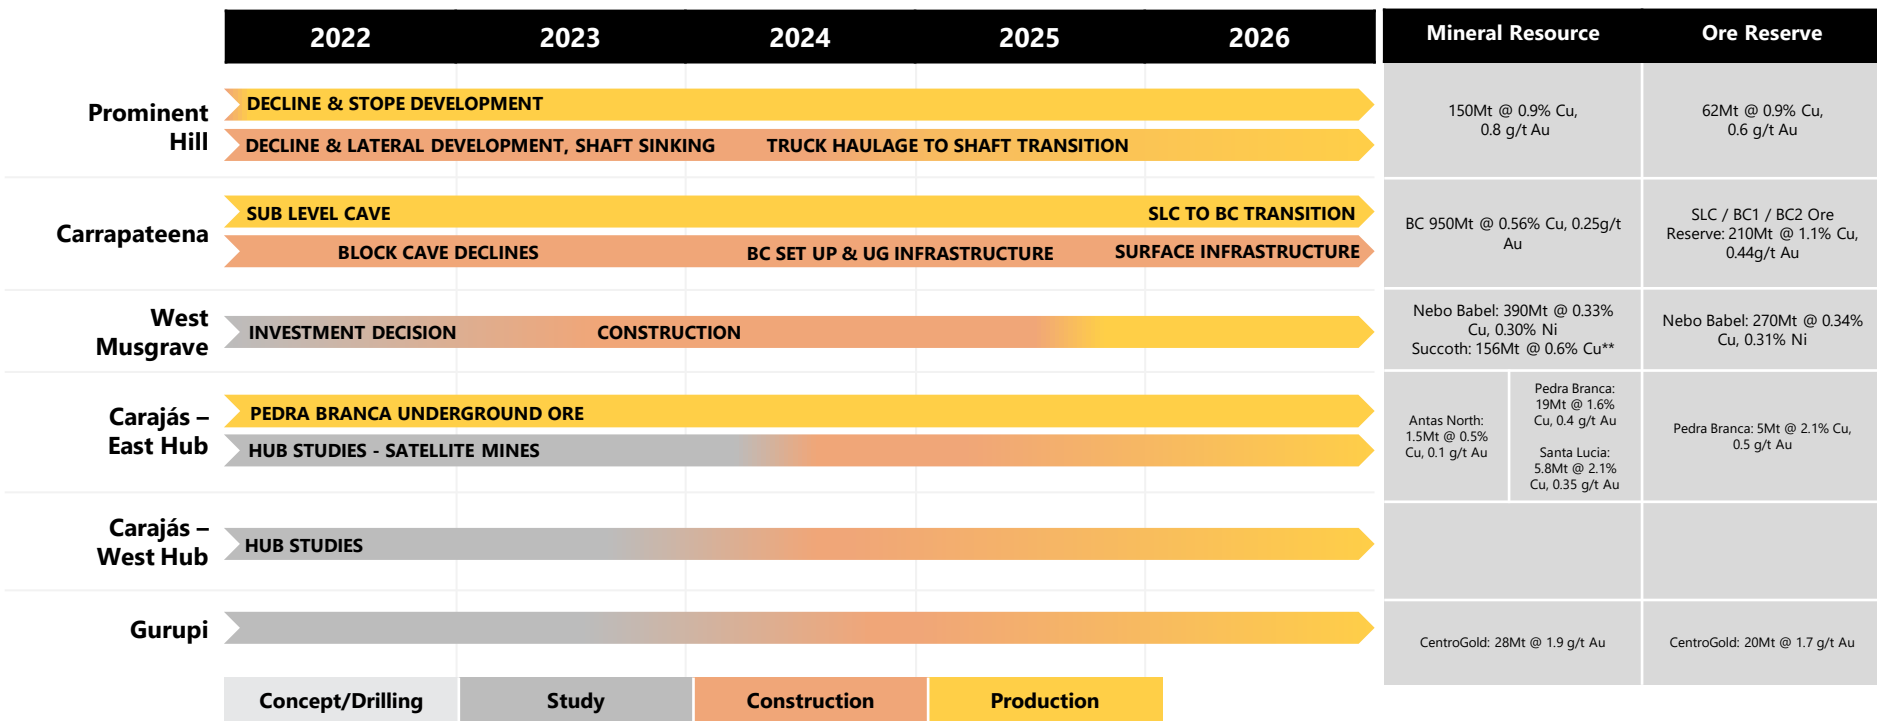 2022 2023 2024 2025 2026 Mineral Resource Ore Reserve
Prominent
Hill
DECLINE & STOPE DEVELOPMENT
DECLINE & LATERAL DEVELOPMENT, SHAFT SINKING TRUCK HAULAGE TO SHAFT TRANSITION
150Mt @ 0.9% Cu,
0.8 g/t Au
62Mt @ 0.9% Cu,
0.6 g/t Au
Carrapateena
SUB LEVEL CAVE SLC TO BC TRANSITION
BLOCK CAVE DECLINES BC SET UP & UG INFRASTRUCTURE SURFACE INFRASTRUCTURE
BC 950Mt @ 0.56% Cu, 0.25g/t
Au
SLC / BC1 / BC2 Ore
Reserve: 210Mt @ 1.1% Cu,
0.44g/t Au
West
Musgrave
INVESTMENT DECISION CONSTRUCTION
Nebo Babel: 390Mt @ 0.33%
Cu, 0.30% Ni
Succoth: 156Mt @ 0.6% Cu**
Nebo Babel: 270Mt @ 0.34%
Cu, 0.31% Ni
Carajás –
East Hub
PEDRA BRANCA UNDERGROUND ORE
HUB STUDIES - SATELLITE MINES
Antas North:
1.5Mt @ 0.5%
Cu, 0.1 g/t Au
Pedra Branca:
19Mt @ 1.6%
Cu, 0.4 g/t Au
Santa Lucia:
5.8Mt @ 2.1%
Cu, 0.35 g/t Au
Pedra Branca: 5Mt @ 2.1% Cu,
0.5 g/t Au
Carajás –
West Hub
HUB STUDIES
Gurupi
CentroGold: 28Mt @ 1.9 g/t Au
CentroGold: 20Mt @ 1.7 g/t Au
Concept/Drilling Study Construction Production